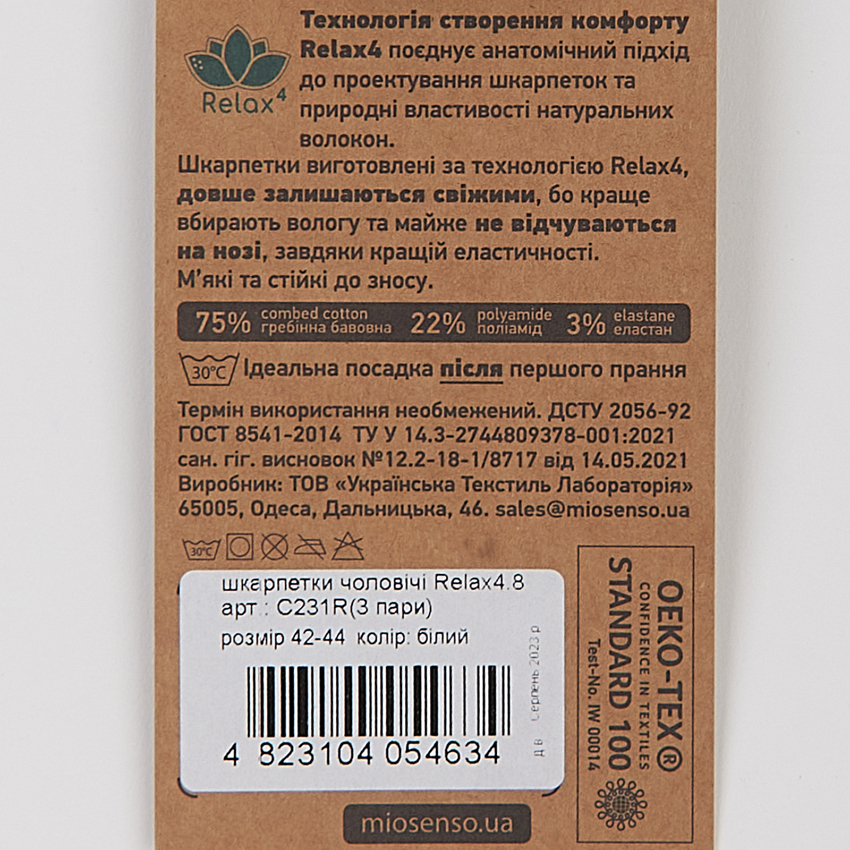 Технологія створення комфорту
Relax4 поєднує анатомічний підхід
до проектування шкарпеток та
природні властивості натуральних
волокон.
Relax4
Шкарпетки виготовлені за технологією Relax4,
довше залишаються свіжими, бо краще
вбирають вологу та майже не відчуваються
на нозі, завдяки кращій еластичності.
М'які та стійкі до зносу.
75% combed cotton 22% polyamide 3% elastane
гребінна бавовна поліамід еластан
30°C Ідеальна посадка після першого прання
Термін використання необмежений. ДСТУ 2056-92
ГОСТ 8541-2014 ТУ У 14.3-2744809378-001:2021
сан. гіг. висновок №12.2-18-1/8717 від 14.05.2021
Виробник: ТОВ «Українська Текстиль Лабораторія»
65005, Одеса, Дальницька, 46. sales@miosenso.ua
30°C
шкарпетки чоловічі Relax4.8
арт.: C231R(3 пари)
розмір 42-44 колір: білий
д в серпень 2023 р
4 823104 054634
OEKO-TEX®
CONFIDENCE IN TEXTILES
STANDARD 100
Test-No. IW 00014
miosenso.ua